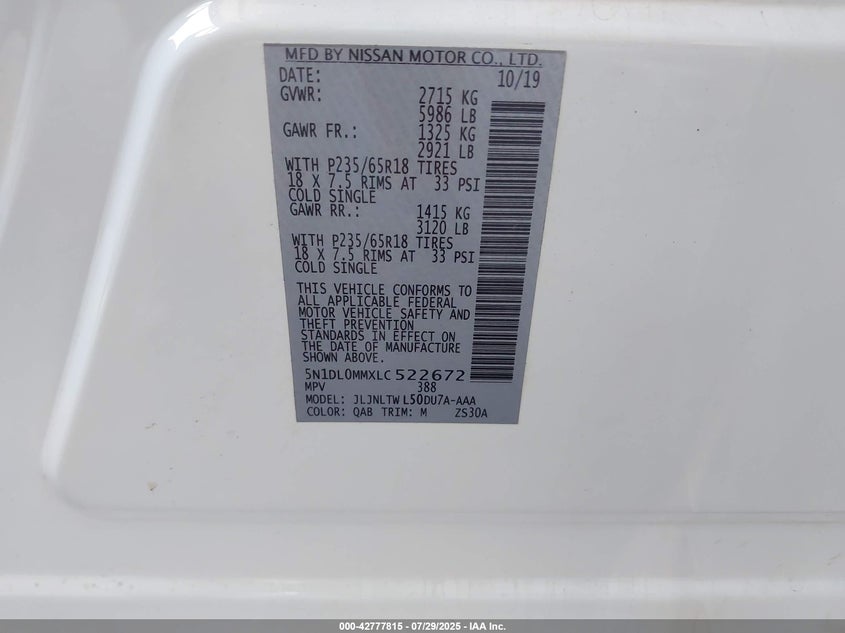 MFD BY NISSAN MOTOR CO., LTD.
DATE: 10/19
GVWR: 2715 KG
5986 LB
GAWR FR.: 1325 KG
2921 LB
WITH P235/65R18 TIRES
18 X 7.5 RIMS AT 33 PSI
COLD SINGLE
GAWR RR.: 1415 KG
3120 LB
WITH P235/65R18 TIRES
18 X 7.5 RIMS AT 33 PSI
COLD SINGLE
THIS VEHICLE CONFORMS TO
ALL APPLICABLE FEDERAL
MOTOR VEHICLE SAFETY AND
THEFT PREVENTION
STANDARDS IN EFFECT ON
THE DATE OF MANUFACTURE
SHOWN ABOVE.
5N1DL0MMXLC522672
MPV 388
MODEL: JLJNLTWL50DU7A-AAA
COLOR: QAB TRIM: M ZS30A
000-42777815 - 07/29/2025 - IAA Inc.